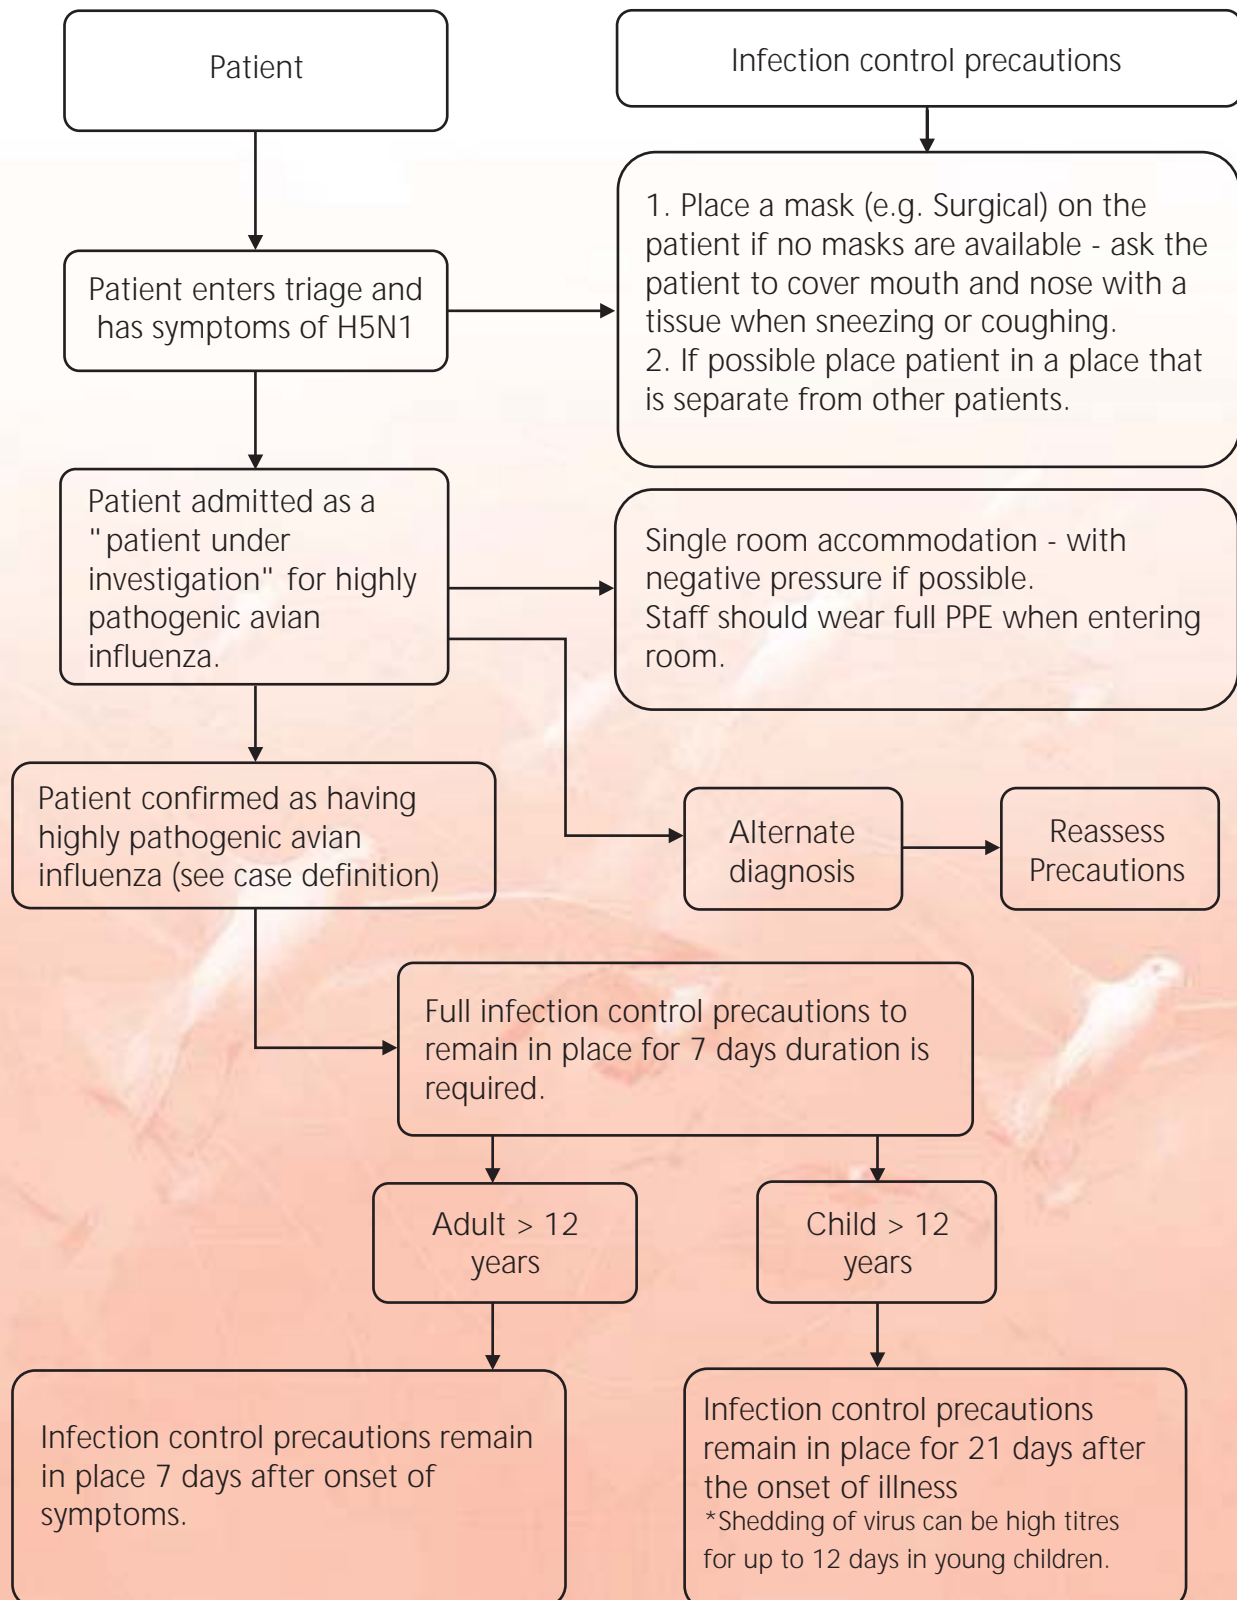 Patient
Infection control precautions
1. Place a mask (e.g. Surgical) on the
patient if no masks are available - ask the
patient to cover mouth and nose with a
tissue when sneezing or coughing.
2. If possible place patient in a place that
is separate from other patients.
Patient enters triage and
has symptoms of H5N1
Patient admitted as a
"patient under
investigation" for highly
pathogenic avian
influenza.
Single room accommodation - with
negative pressure if possible.
Staff should wear full PPE when entering
room.
Patient confirmed as having
highly pathogenic avian
influenza (see case definition)
Alternate
diagnosis
Reassess
Precautions
Full infection control precautions to
remain in place for 7 days duration is
required.
Adult > 12
years
Child > 12
years
Infection control precautions remain
in place 7 days after onset of
symptoms.
Infection control precautions
remain in place for 21 days after
the onset of illness
*Shedding of virus can be high titres
for up to 12 days in young children.